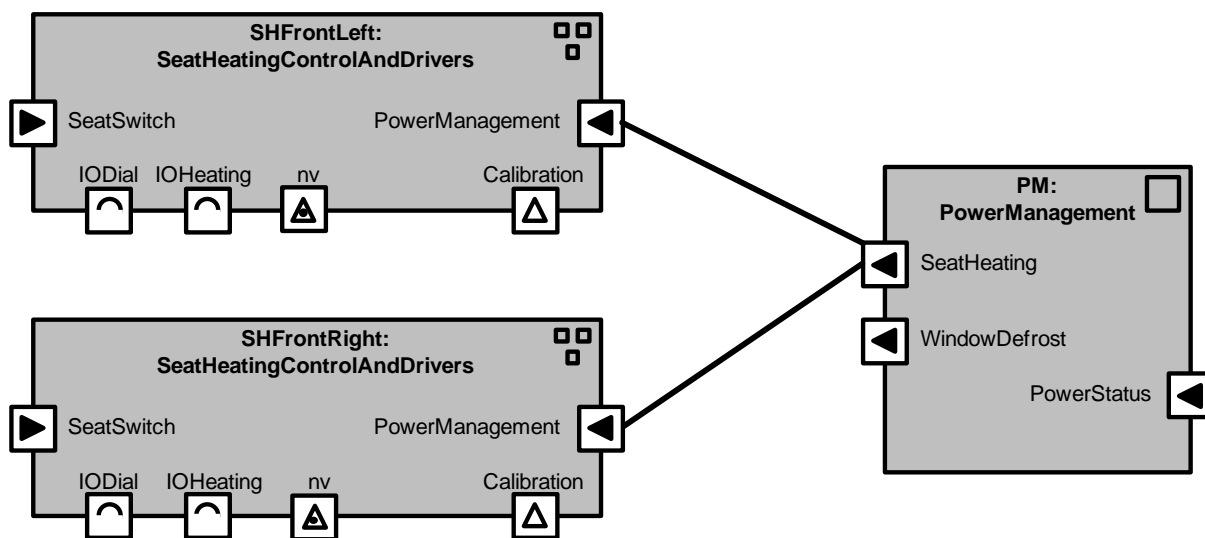 SHFrontLeft:
SeatHeatingControlAndDrivers
SeatSwitch
PowerManagement
IODial
IOHeating
nv
Calibration
PM:
PowerManagement
SeatHeating
WindowDefrost
PowerStatus
SHFrontRight:
SeatHeatingControlAndDrivers
SeatSwitch
PowerManagement
IODial
IOHeating
nv
Calibration